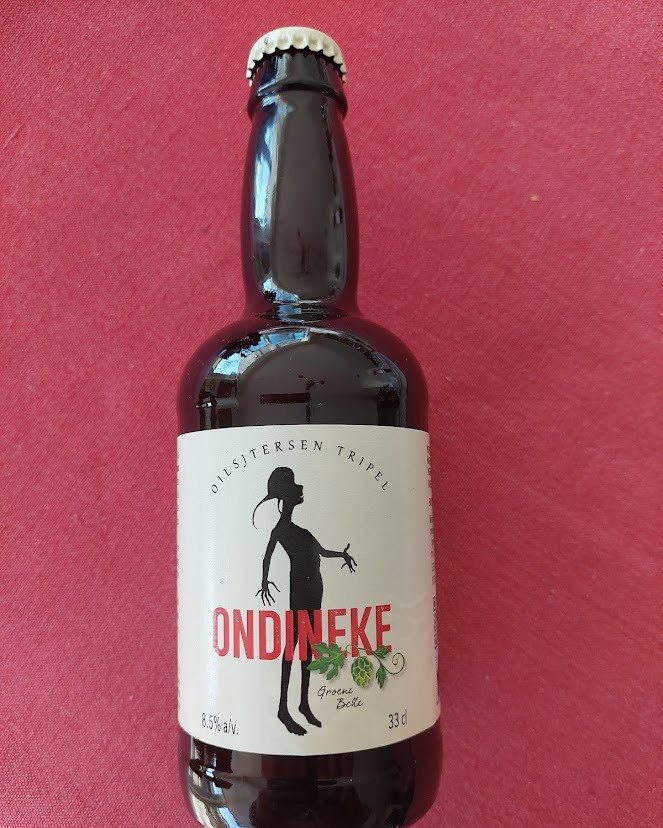 OILSJTERSEN TRIPEL
ONDINEKE
Groene
Belle
8.5% a/v.
33 cl